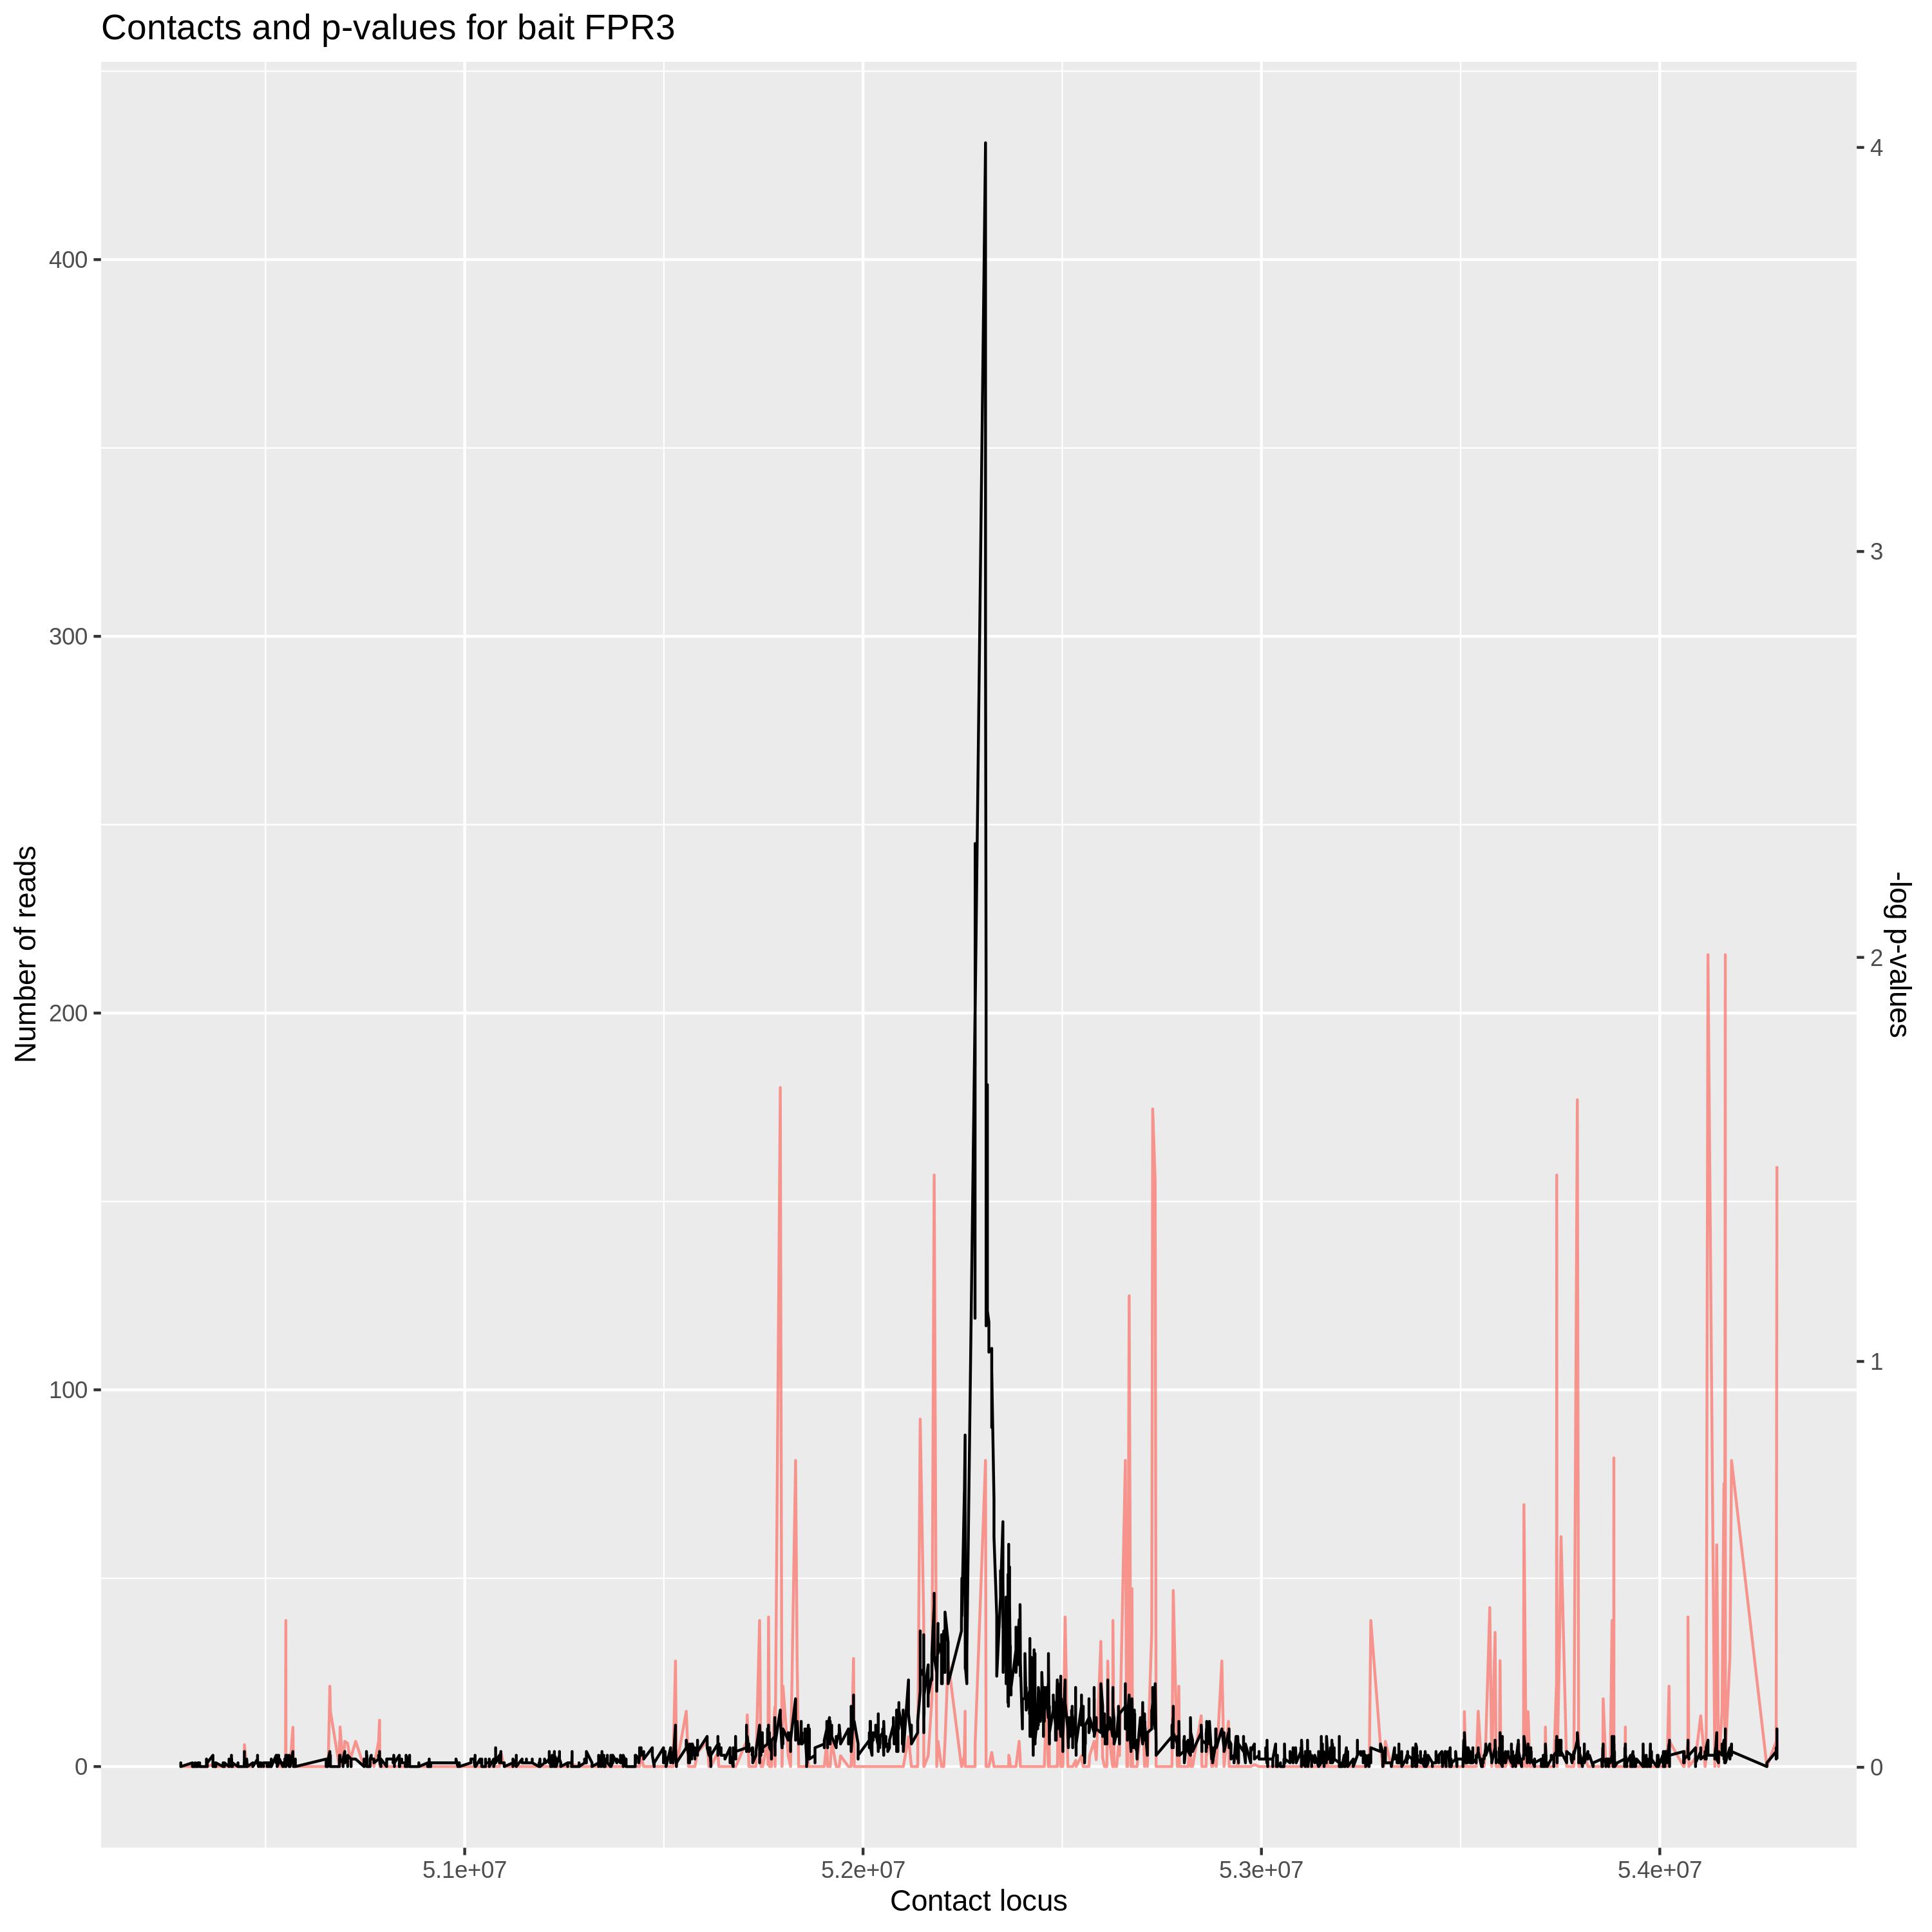 Contacts and p-values for bait FPR3
Number of reads
400
300
200
100
0
4
3
2
1
0
-log p-values
5.1e+07
5.2e+07
5.3e+07
5.4e+07
Contact locus